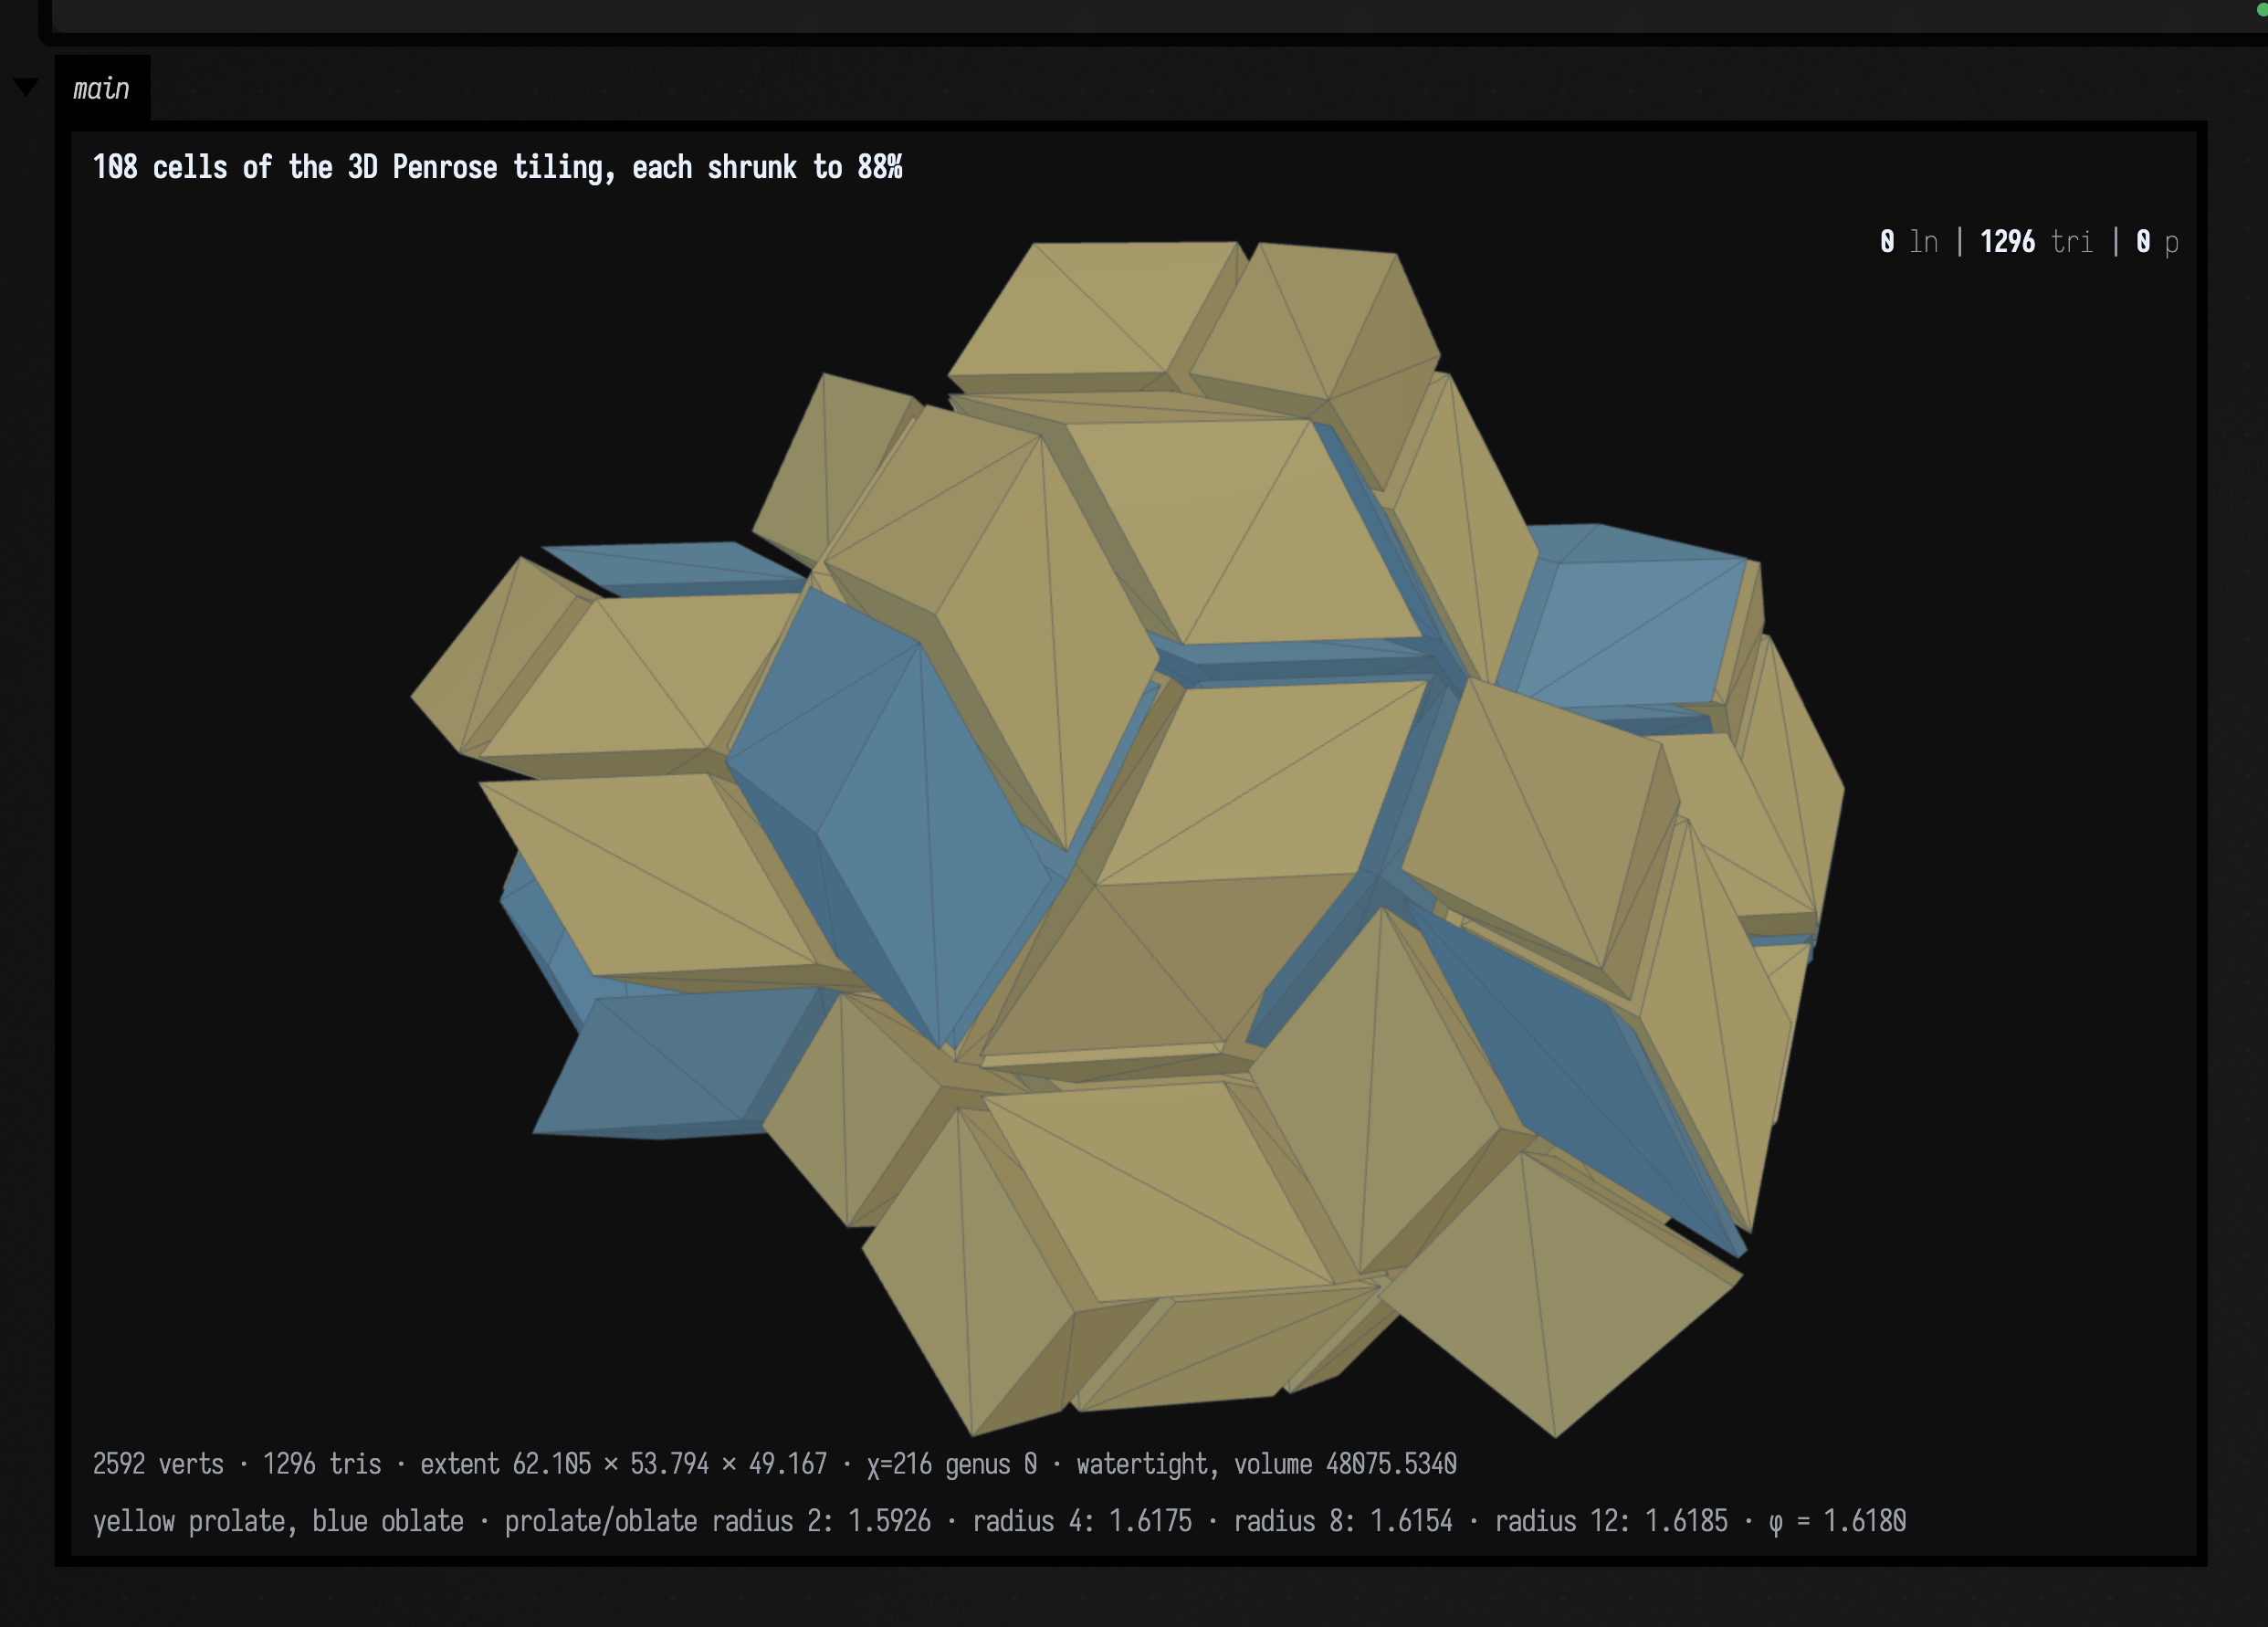 main
108 cells of the 3D Penrose tiling, each shrunk to 88%
0 ln | 1296 tri | 0 p
2592 verts · 1296 tris · extent 62.105 × 53.794 × 49.167 · χ=216 genus 0 · watertight, volume 48075.5340
yellow prolate, blue oblate · prolate/oblate radius 2: 1.5926 · radius 4: 1.6175 · radius 8: 1.6154 · radius 12: 1.6185 · φ = 1.6180